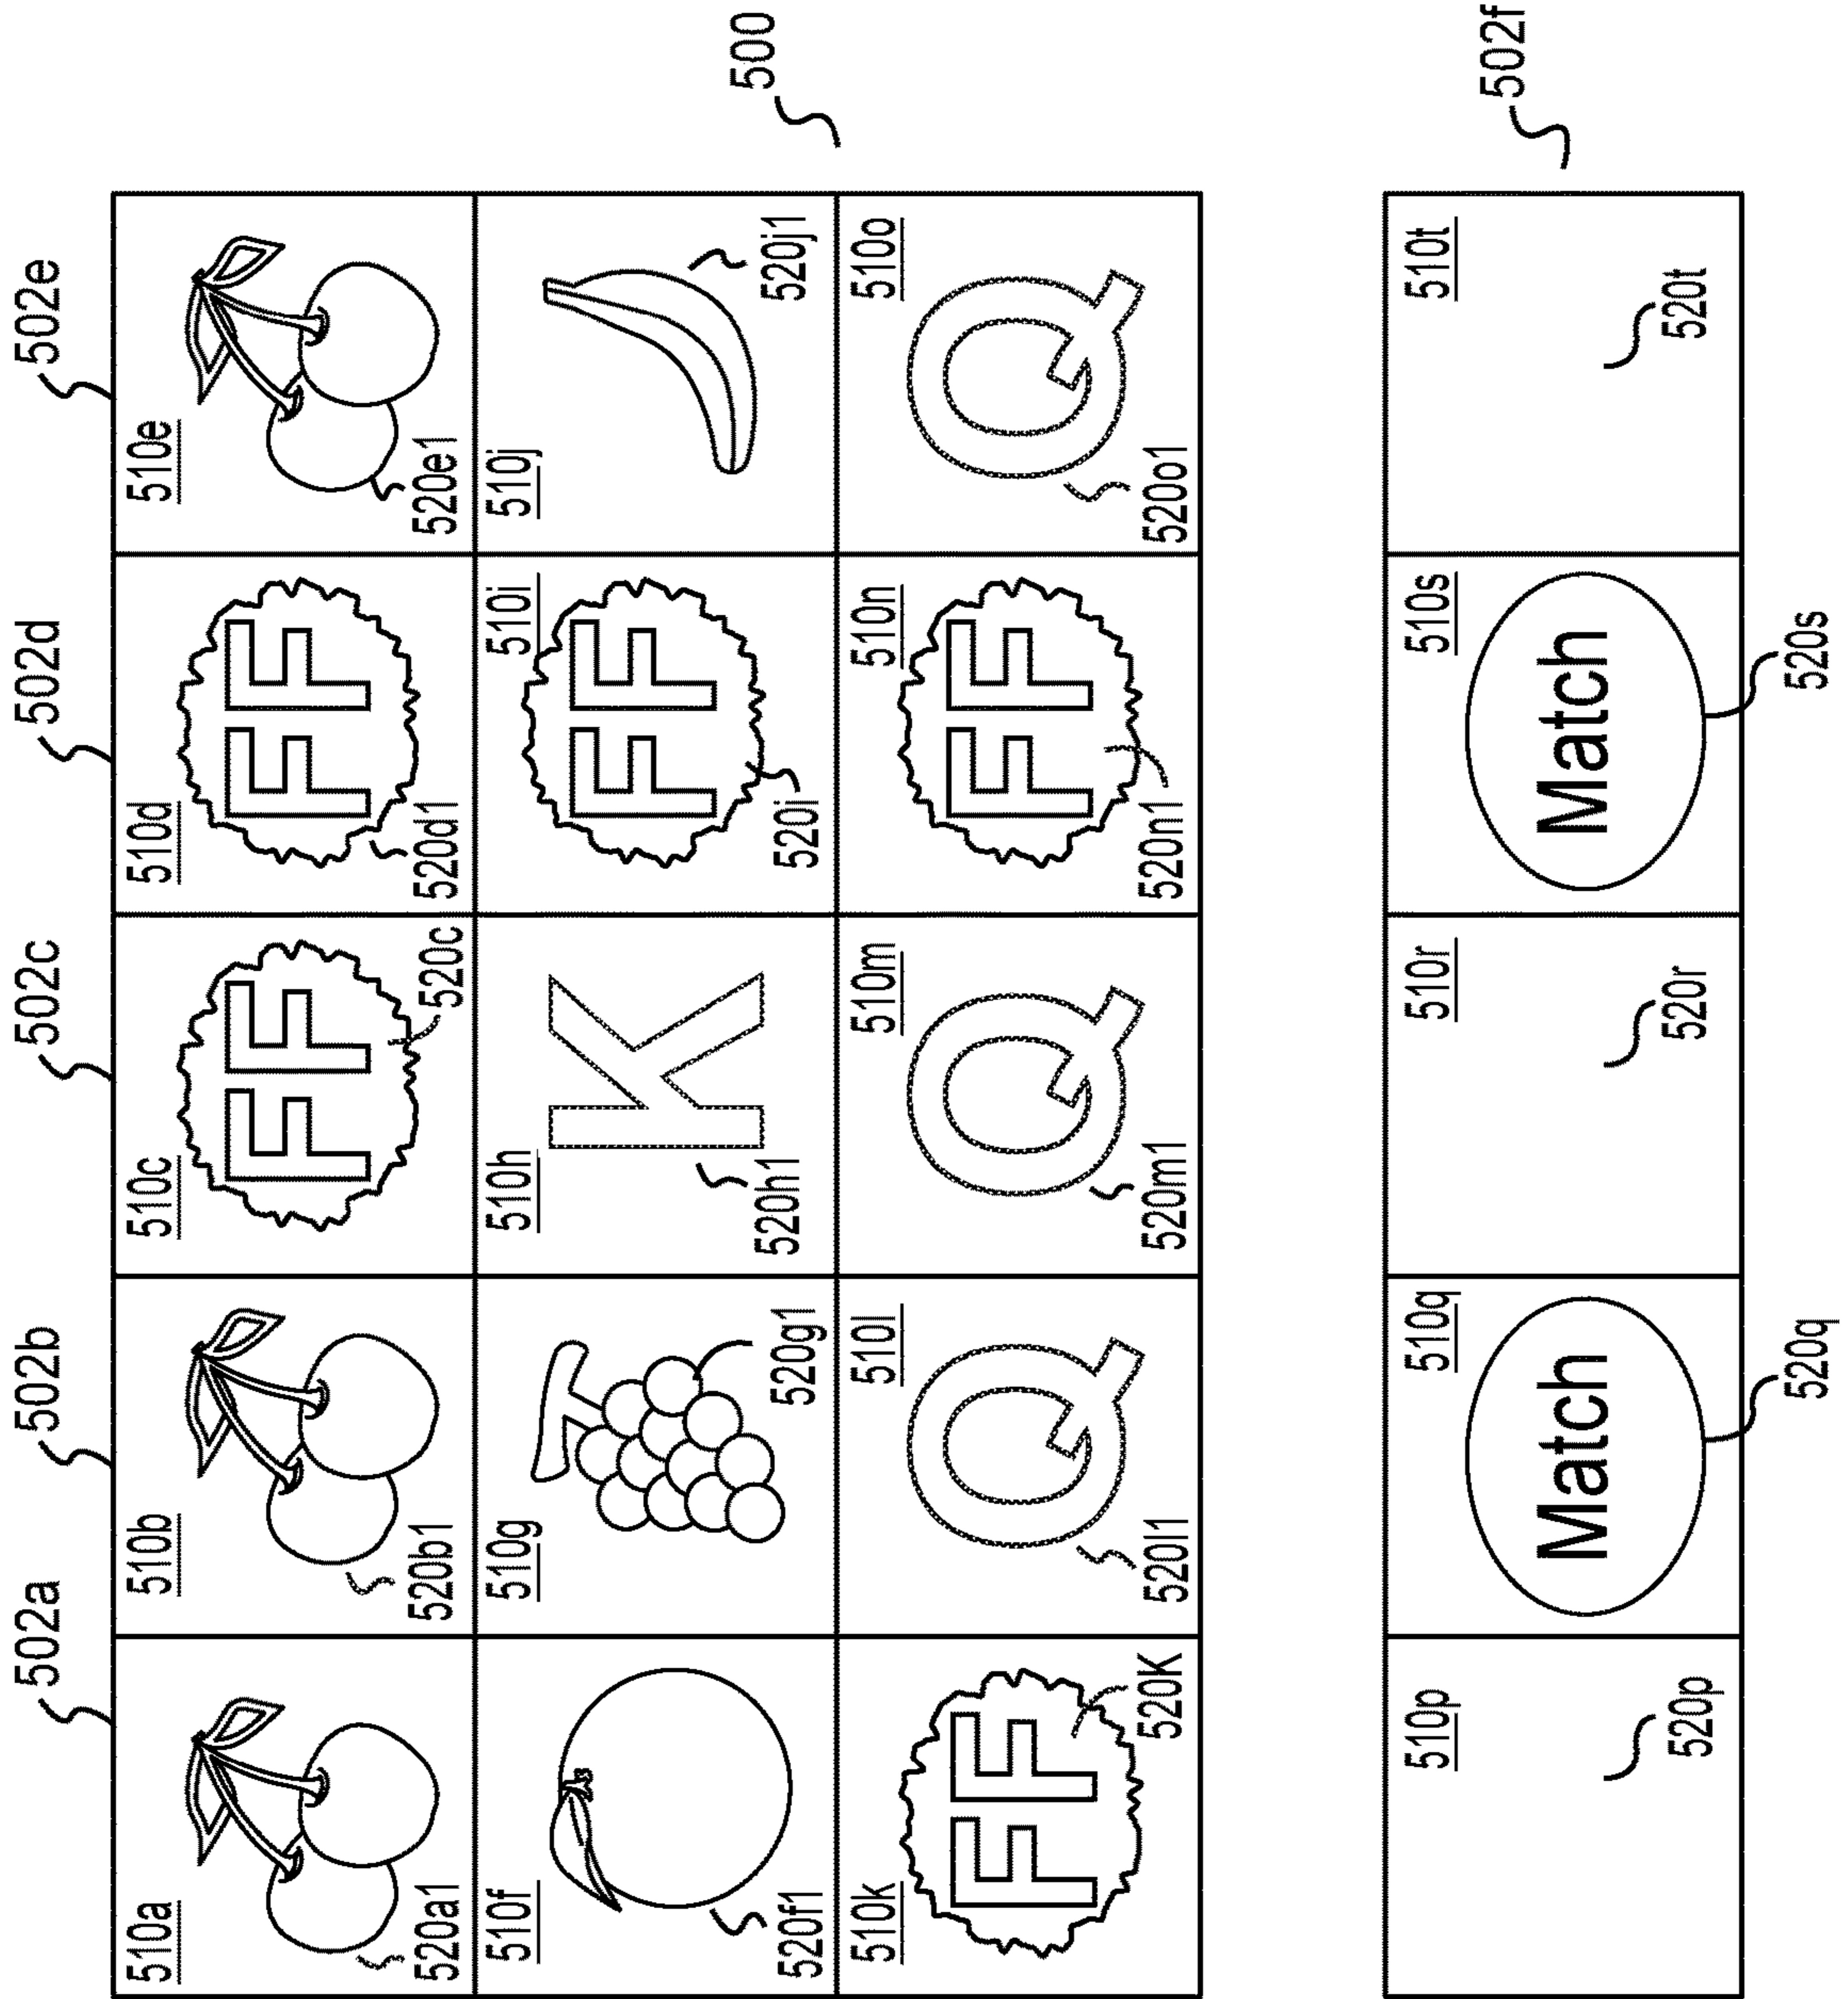 502a 502b 502c 502d 502e
510a 510b 510c 510d 510e
FF FF
520a1 520b1 520c 520d1 520e1
510f 510g 510h 510i 510j
K FF
520f1 520g1 520h1 520i 520j1
500
510k 510l 510m 510n 510o
FF Q Q FF Q
520K 520l1 520m1 520n1 520o1
510p 510q 510r 510s 510t
Match Match
502f
520p 520q 520r 520s 520t